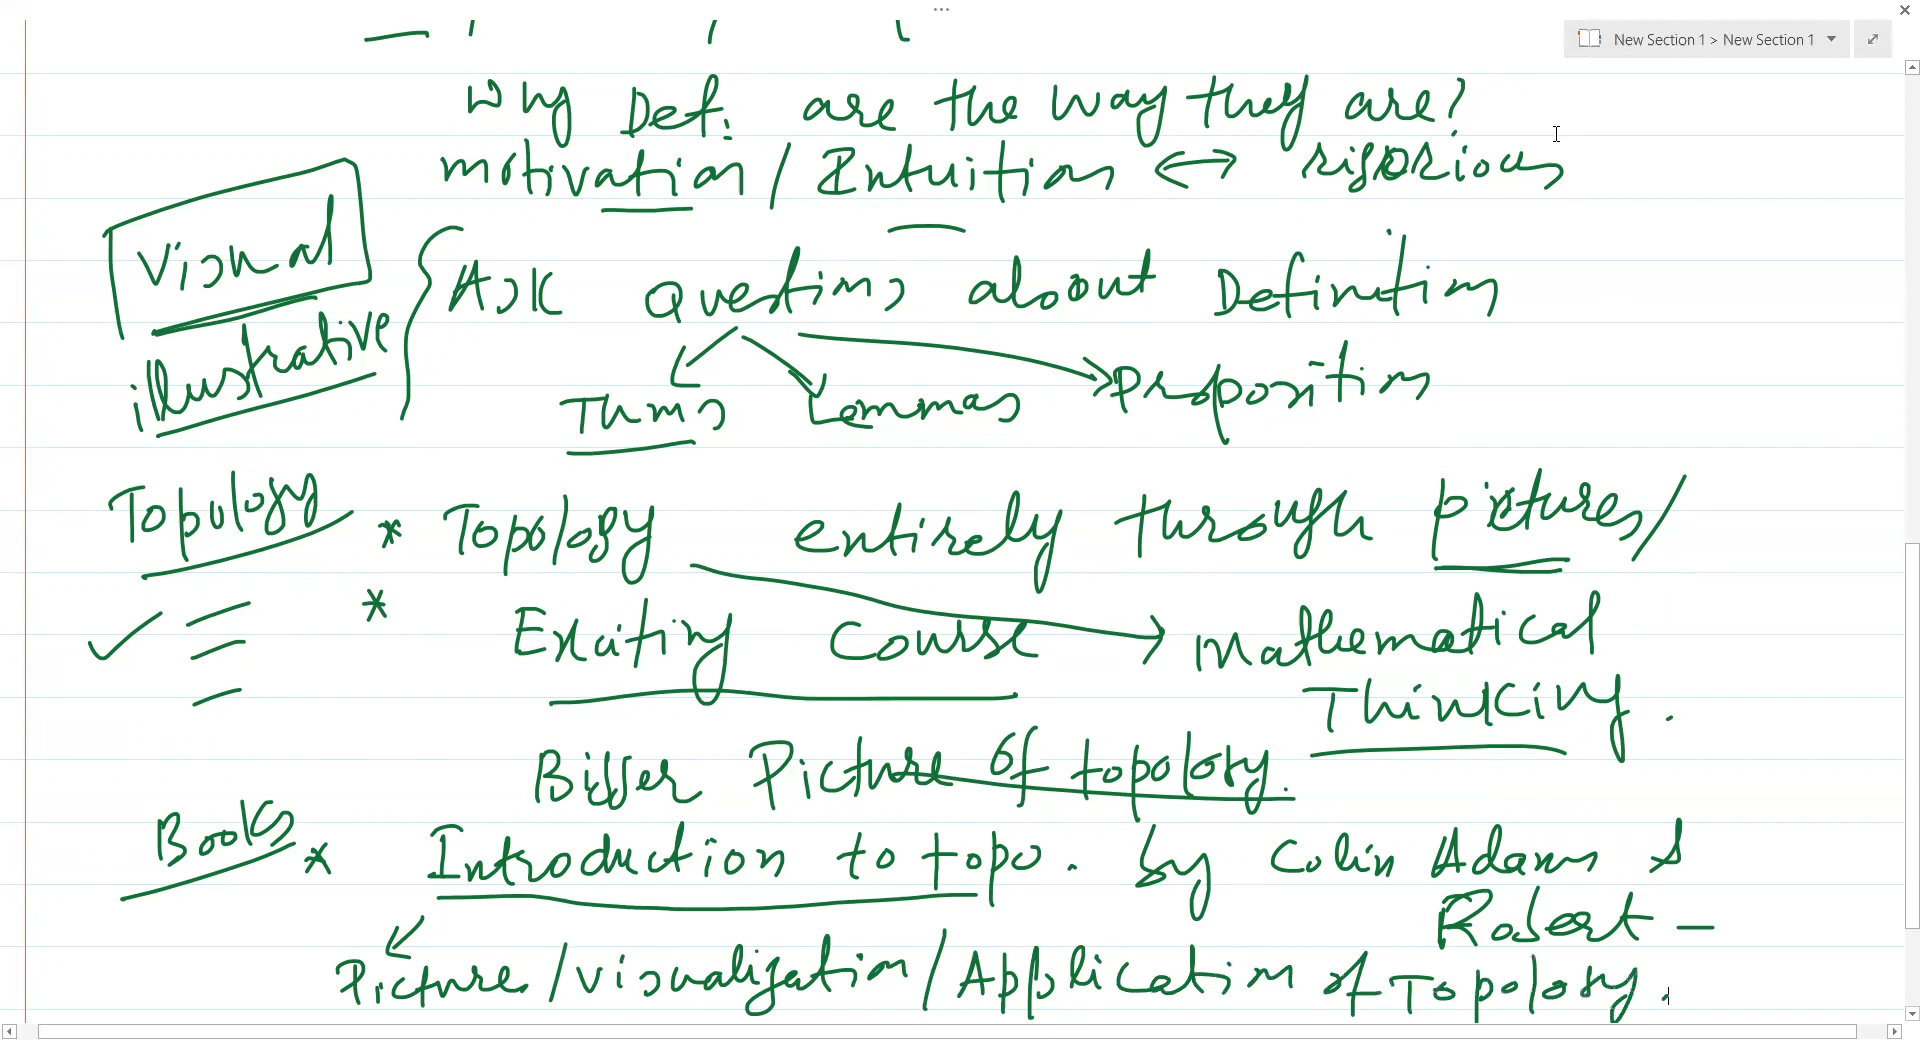 New Section 1 > New Section 1
Why Def. are the way they are?
motivation / Intuition ↔ rigorious
Visual
illustrative
Ask Questions about Definition
Thms Lemmas Proposition
Topology
* Topology entirely through pictures/
* Exciting Course → Mathematical
Thinking.
Bigger Picture of topology.
Books
* Introduction to topo. by Colin Adams &
Robert —
Picture/visualization/Application of Topology.